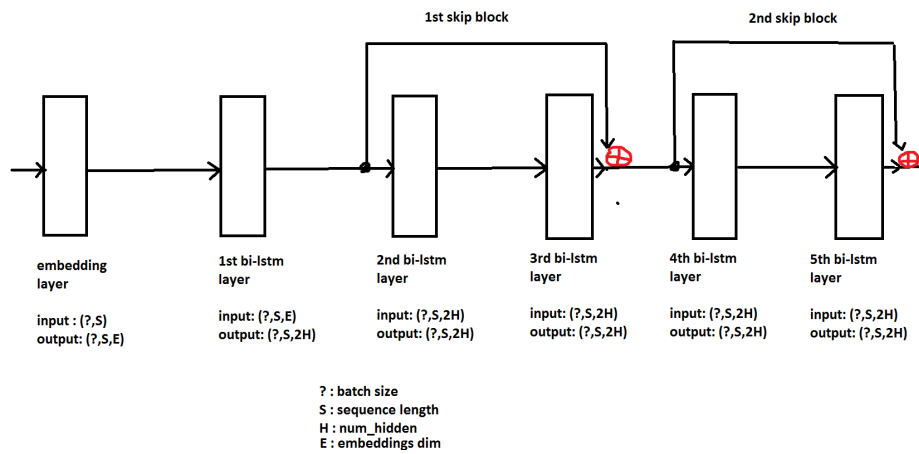 1st skip block
2nd skip block
embedding
layer
input : (?,S)
output: (?,S,E)
1st bi-lstm
layer
input: (?,S,E)
output: (?,S,2H)
2nd bi-lstm
layer
input: (?,S,2H)
output: (?,S,2H)
3rd bi-lstm
layer
input: (?,S,2H)
output: (?,S,2H)
4th bi-lstm
layer
input: (?,S,2H)
output: (?,S,2H)
5th bi-lstm
layer
input: (?,S,2H)
output: (?,S,2H)
? : batch size
S : sequence length
H : num_hidden
E : embeddings dim